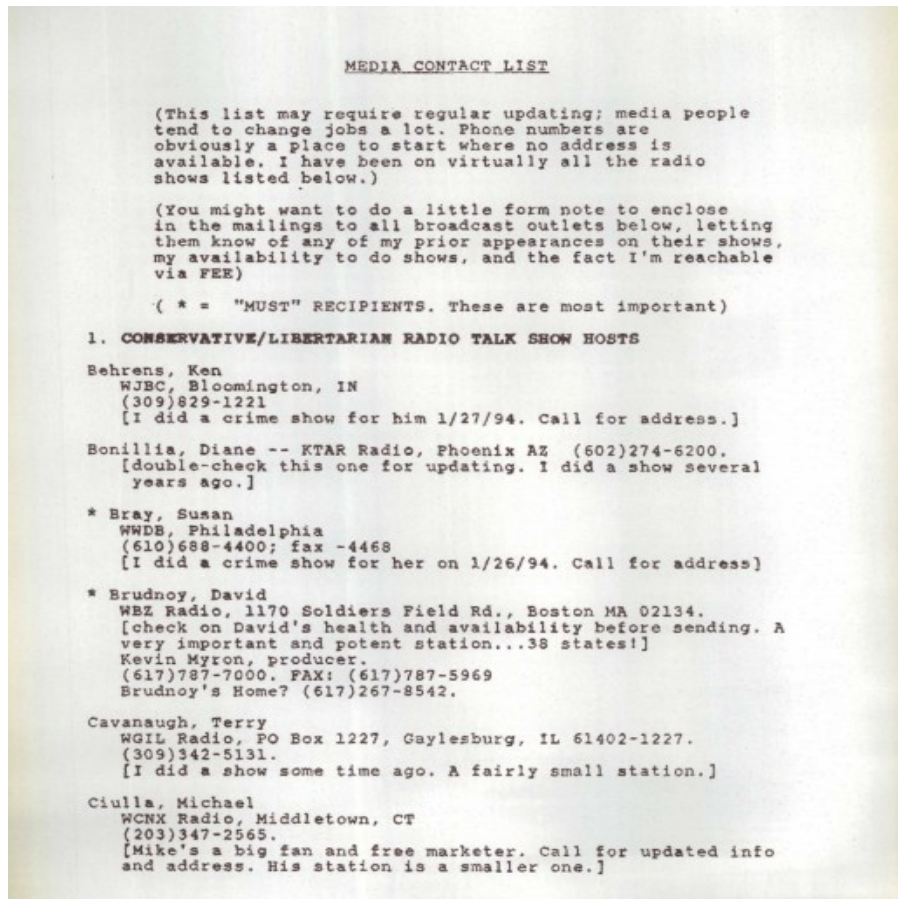 MEDIA CONTACT LIST
(This list may require regular updating; media people
tend to change jobs a lot. Phone numbers are
obviously a place to start where no address is
available. I have been on virtually all the radio
shows listed below.)
(You might want to do a little form note to enclose
in the mailings to all broadcast outlets below, letting
them know of any of my prior appearances on their shows,
my availability to do shows, and the fact I'm reachable
via FEE)
( * = "MUST" RECIPIENTS. These are most important)
1. CONSERVATIVE/LIBERTARIAN RADIO TALK SHOW HOSTS
Behrens, Ken
WJBC, Bloomington, IN
(309)829-1221
[I did a crime show for him 1/27/94. Call for address.]
Bonillia, Diane -- KTAR Radio, Phoenix AZ (602)274-6200.
[double-check this one for updating. I did a show several
years ago.]
* Bray, Susan
WWDB, Philadelphia
(610)688-4400; fax -4468
[I did a crime show for her on 1/26/94. Call for address]
* Brudnoy, David
WBZ Radio, 1170 Soldiers Field Rd., Boston MA 02134.
[check on David's health and availability before sending. A
very important and potent station...38 states!]
Kevin Myron, producer.
(617)787-7000. FAX: (617)787-5969
Brudnoy's Home? (617)267-8542.
Cavanaugh, Terry
WGIL Radio, PO Box 1227, Gaylesburg, IL 61402-1227.
(309)342-5131.
[I did a show some time ago. A fairly small station.]
Ciulla, Michael
WCNX Radio, Middletown, CT
(203)347-2565.
[Mike's a big fan and free marketer. Call for updated info
and address. His station is a smaller one.]